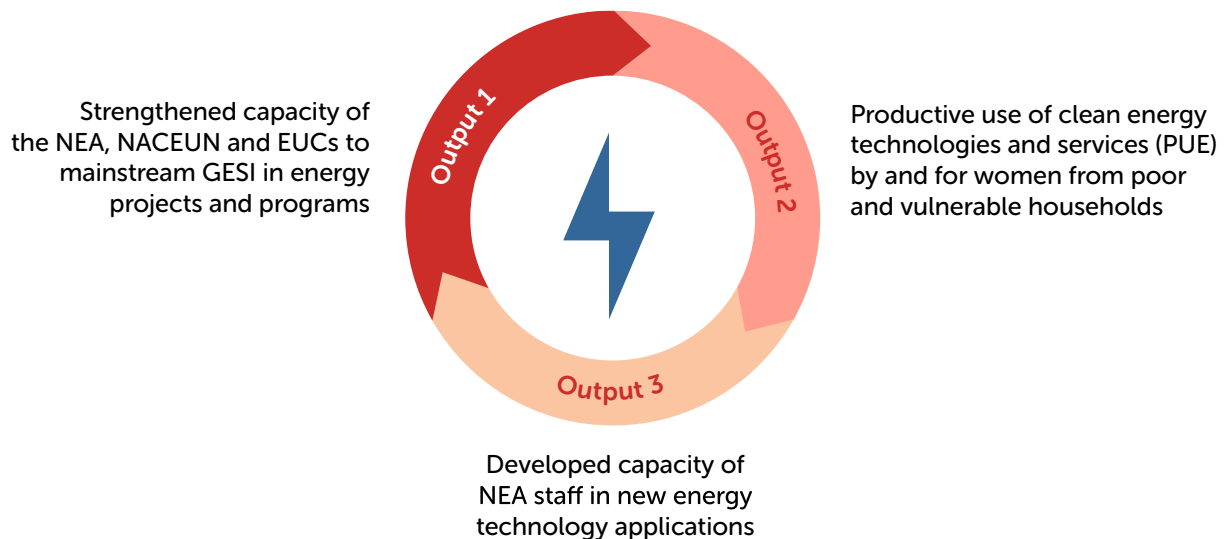 Output 1
Strengthened capacity of
the NEA, NACEUN and EUCs to
mainstream GESI in energy
projects and programs
Output 2
Productive use of clean energy
technologies and services (PUE)
by and for women from poor
and vulnerable households
Output 3
Developed capacity of
NEA staff in new energy
technology applications